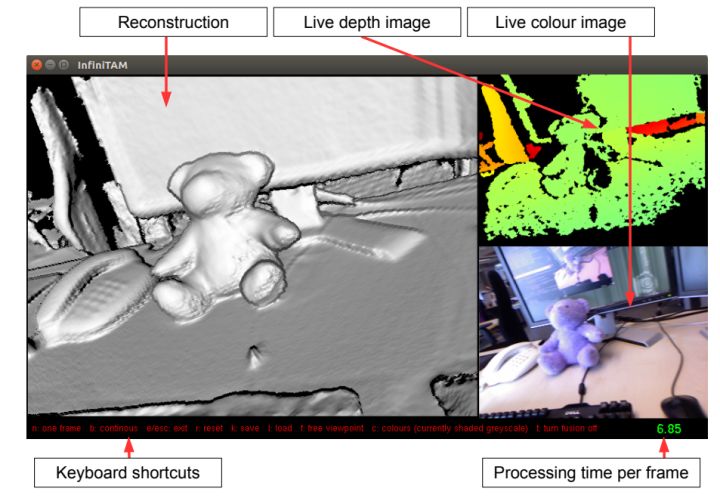 Reconstruction
Live depth image
Live colour image
InfiniTAM
n: one frame b: continous e/esc: exit r: reset k: save l: load f: free viewpoint c: colours (currently shaded greyscale) t: turn fusion off
6.85
DELL
Keyboard shortcuts
Processing time per frame